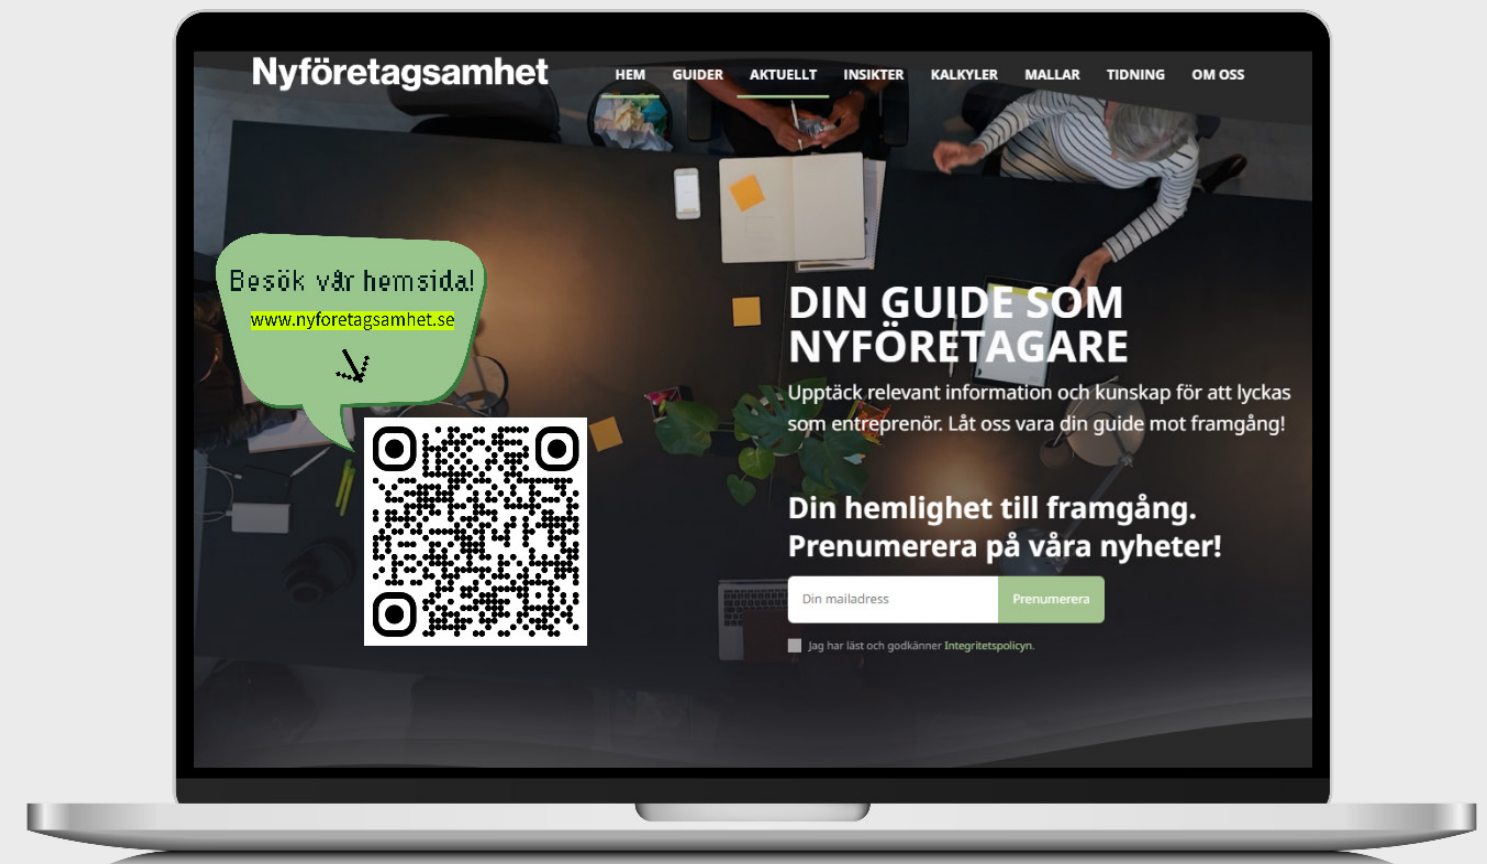 Nyföretagsamhet
HEM GUIDER AKTUELLT INSIKTER KALKYLER MALLAR TIDNING OM OSS
Besök vår hemsida!
www.nyforetagsamhet.se
DIN GUIDE SOM
NYFÖRETAGARE
Upptäck relevant information och kunskap för att lyckas
som entreprenör. Låt oss vara din guide mot framgång!
Din hemlighet till framgång.
Prenumerera på våra nyheter!
Din mailadress Prenumerera
Jag har läst och godkänner Integritetspolicyn.